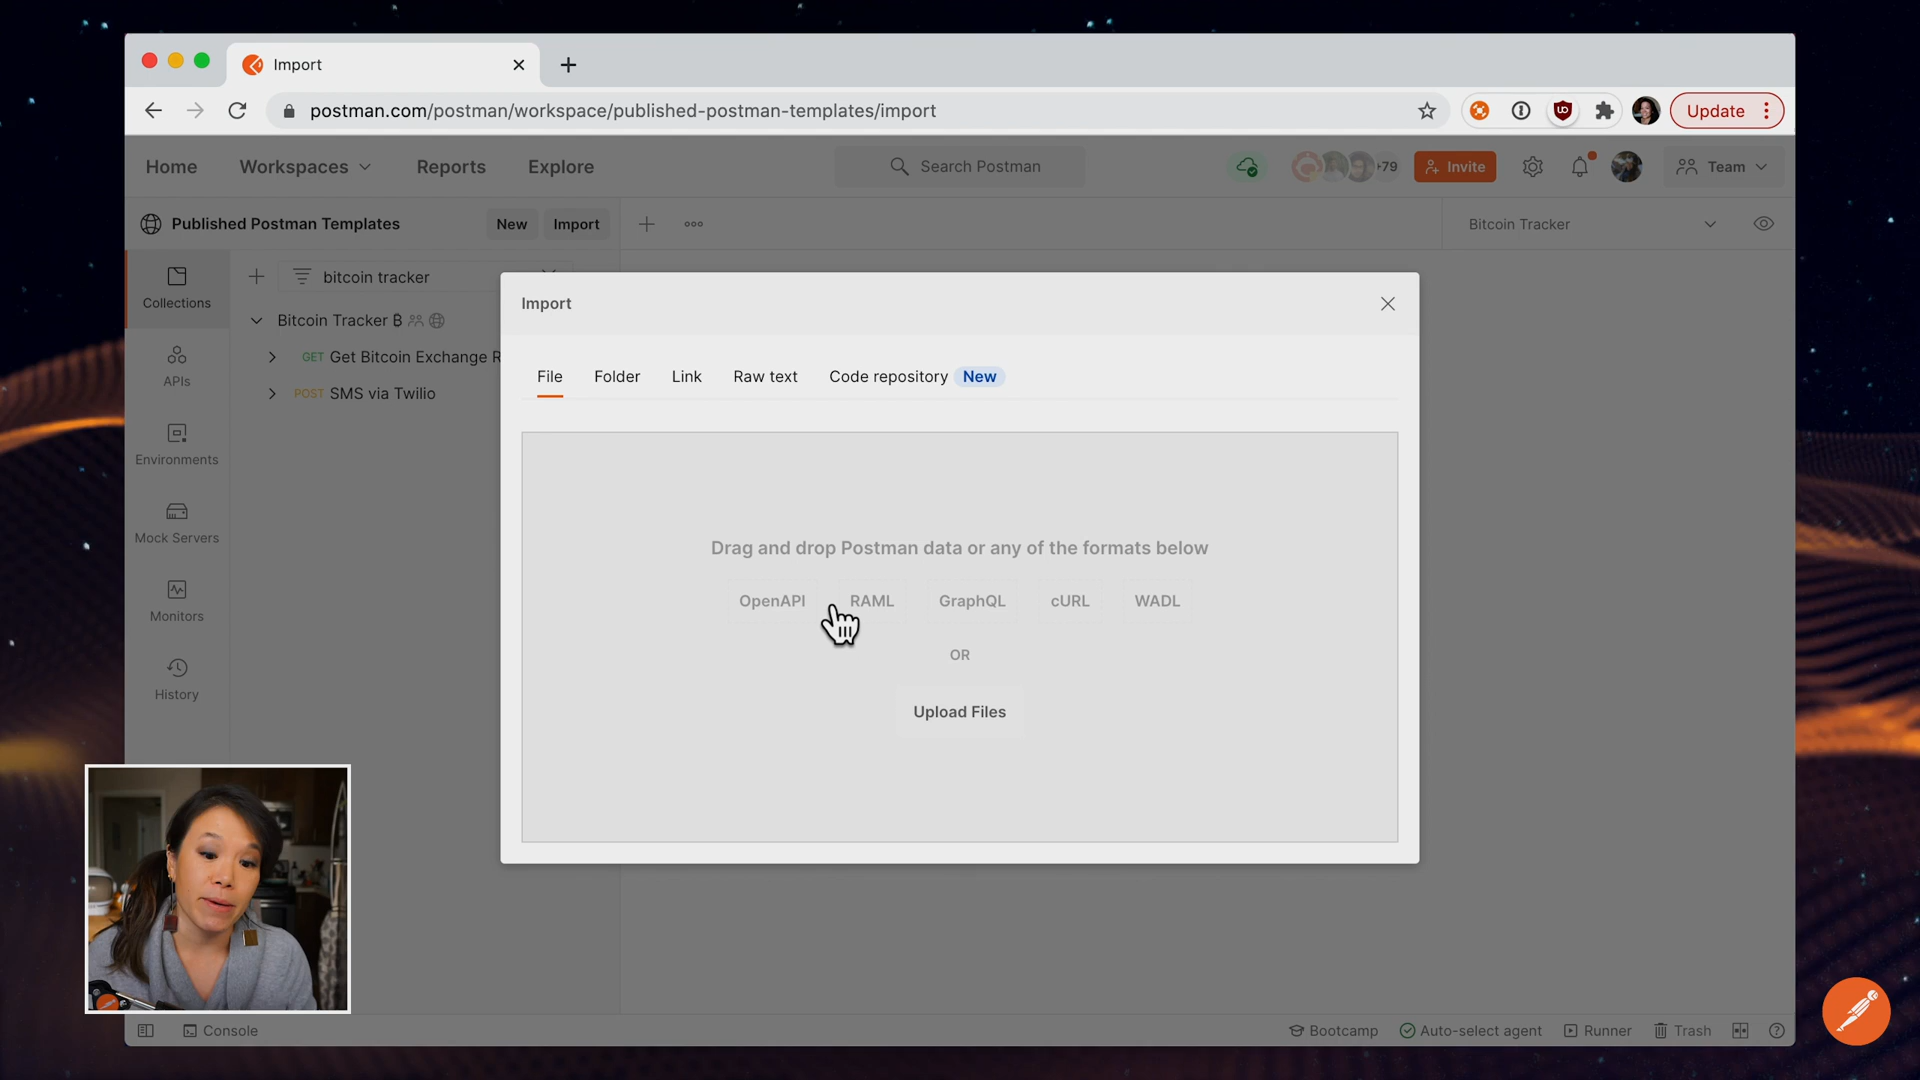 Import
postman.com/postman/workspace/published-postman-templates/import
Update
Home Workspaces Reports Explore
Search Postman
+79 Invite Team
Published Postman Templates New Import
Bitcoin Tracker
bitcoin tracker
Collections
Bitcoin Tracker ₿
GET Get Bitcoin Exchange R
POST SMS via Twilio
APIs
Environments
Mock Servers
Monitors
History
Import
File Folder Link Raw text Code repository New
Drag and drop Postman data or any of the formats below
OpenAPI RAML GraphQL cURL WADL
OR
Upload Files
Console
Bootcamp Auto-select agent Runner Trash